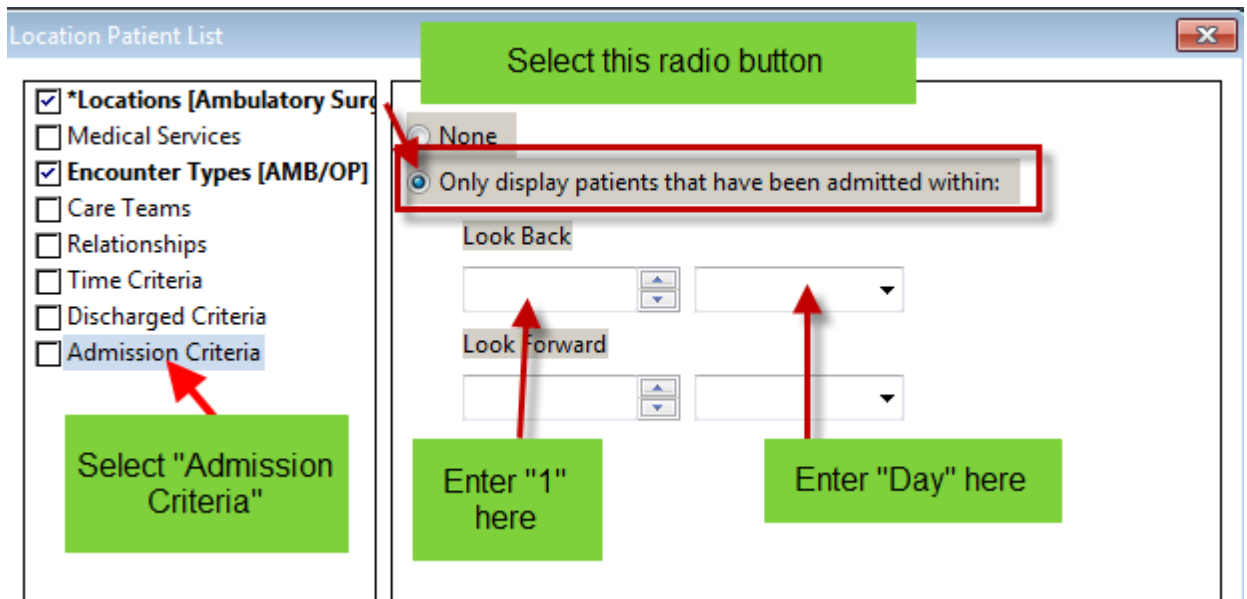 Location Patient List
Select this radio button
*Locations [Ambulatory Surg
Medical Services
Encounter Types [AMB/OP]
Care Teams
Relationships
Time Criteria
Discharged Criteria
Admission Criteria
Select "Admission
Criteria"
None
Only display patients that have been admitted within:
Look Back
Look Forward
Enter "1"
here
Enter "Day" here